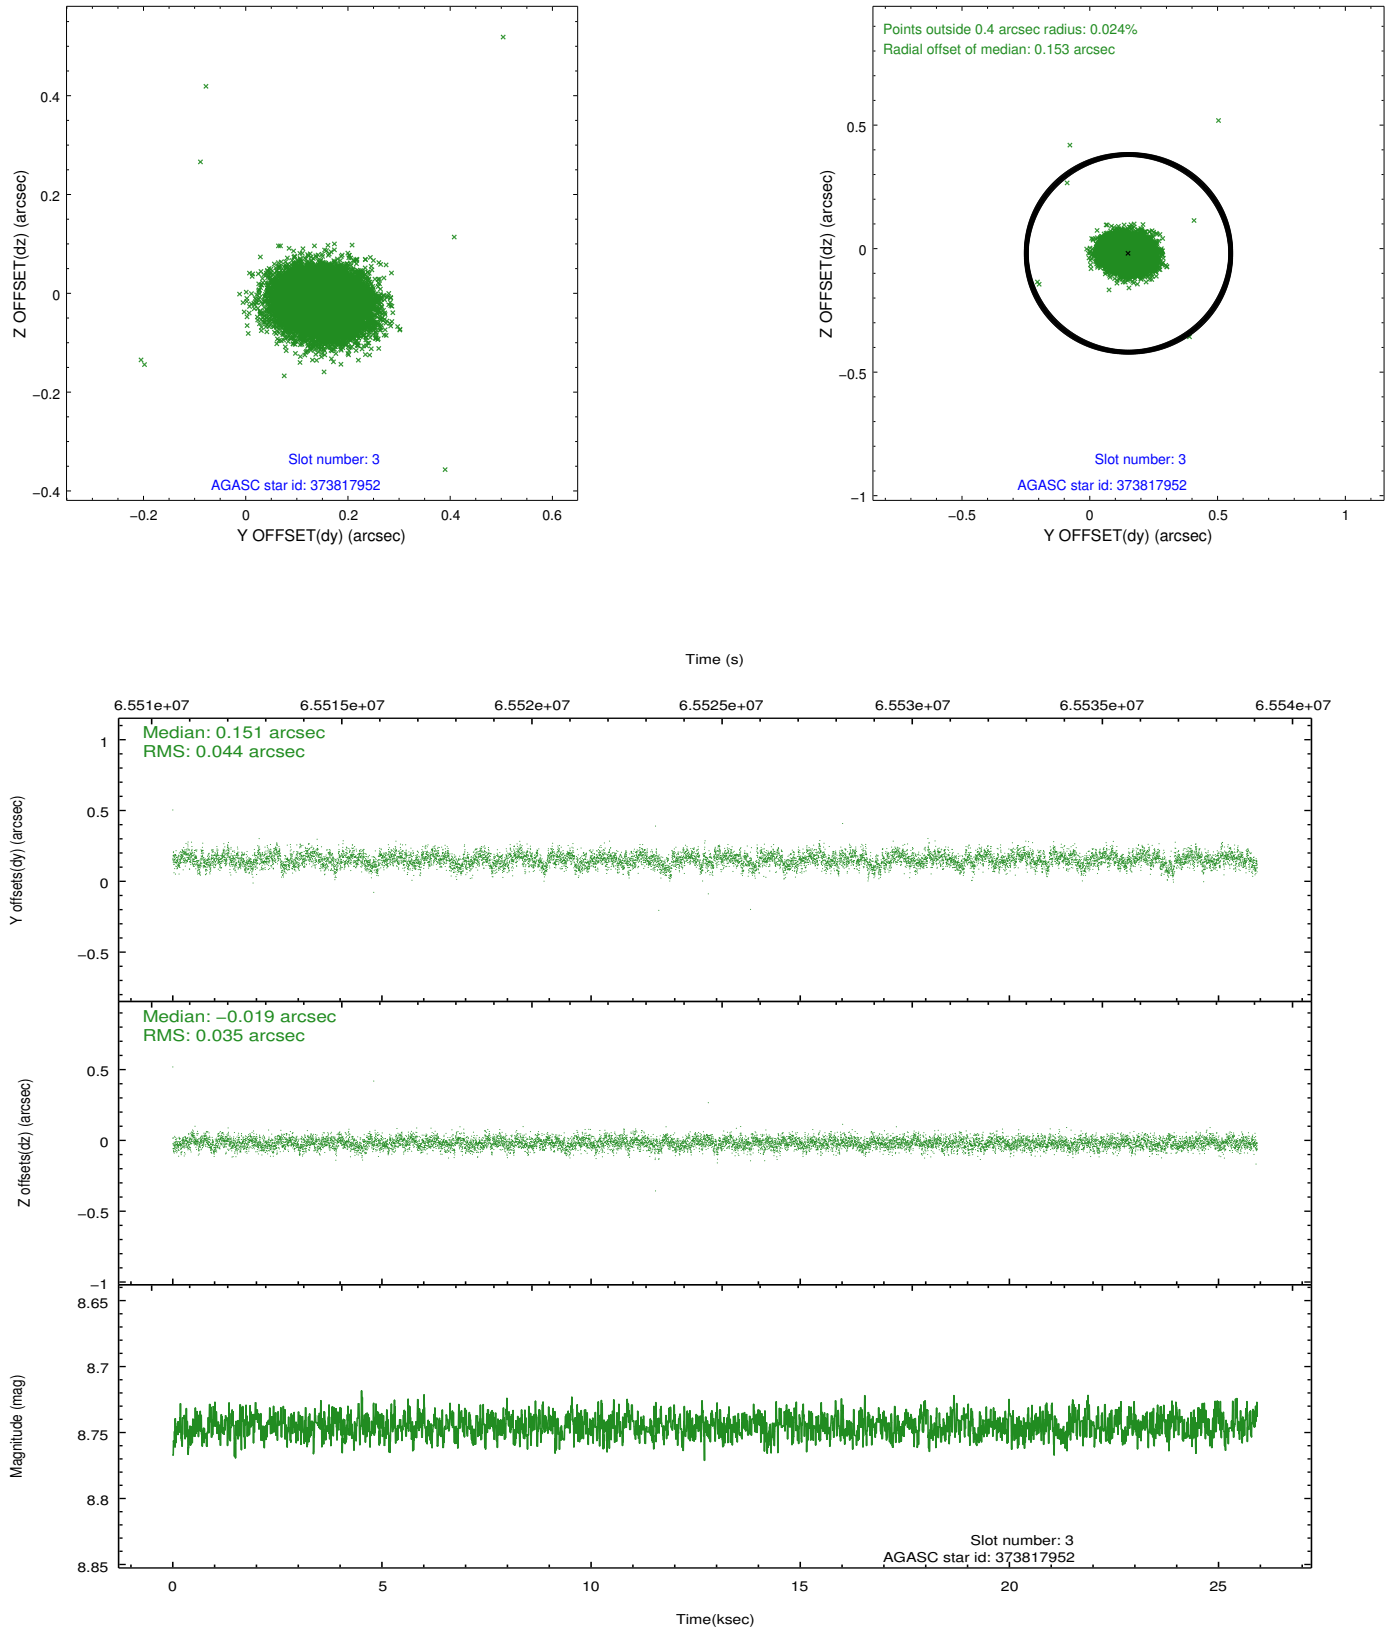 0.4
0.2
0
−0.2
−0.4
−0.2
0
0.2
0.4
0.6
Z OFFSET(dz) (arcsec)
Y OFFSET(dy) (arcsec)
Slot number: 3
AGASC star id: 373817952
Points outside 0.4 arcsec radius: 0.024%
Radial offset of median: 0.153 arcsec
0.5
0
−0.5
−1
−0.5
0
0.5
1
Z OFFSET(dz) (arcsec)
Y OFFSET(dy) (arcsec)
Slot number: 3
AGASC star id: 373817952
Time (s)
6.551e+07
6.5515e+07
6.552e+07
6.5525e+07
6.553e+07
6.5535e+07
6.554e+07
Median: 0.151 arcsec
RMS: 0.044 arcsec
1
0.5
0
−0.5
Y offsets(dy) (arcsec)
Median: −0.019 arcsec
RMS: 0.035 arcsec
0.5
0
−0.5
−1
Z offsets(dz) (arcsec)
8.65
8.7
8.75
8.8
8.85
Magnitude (mag)
Slot number: 3
AGASC star id: 373817952
0
5
10
15
20
25
Time(ksec)